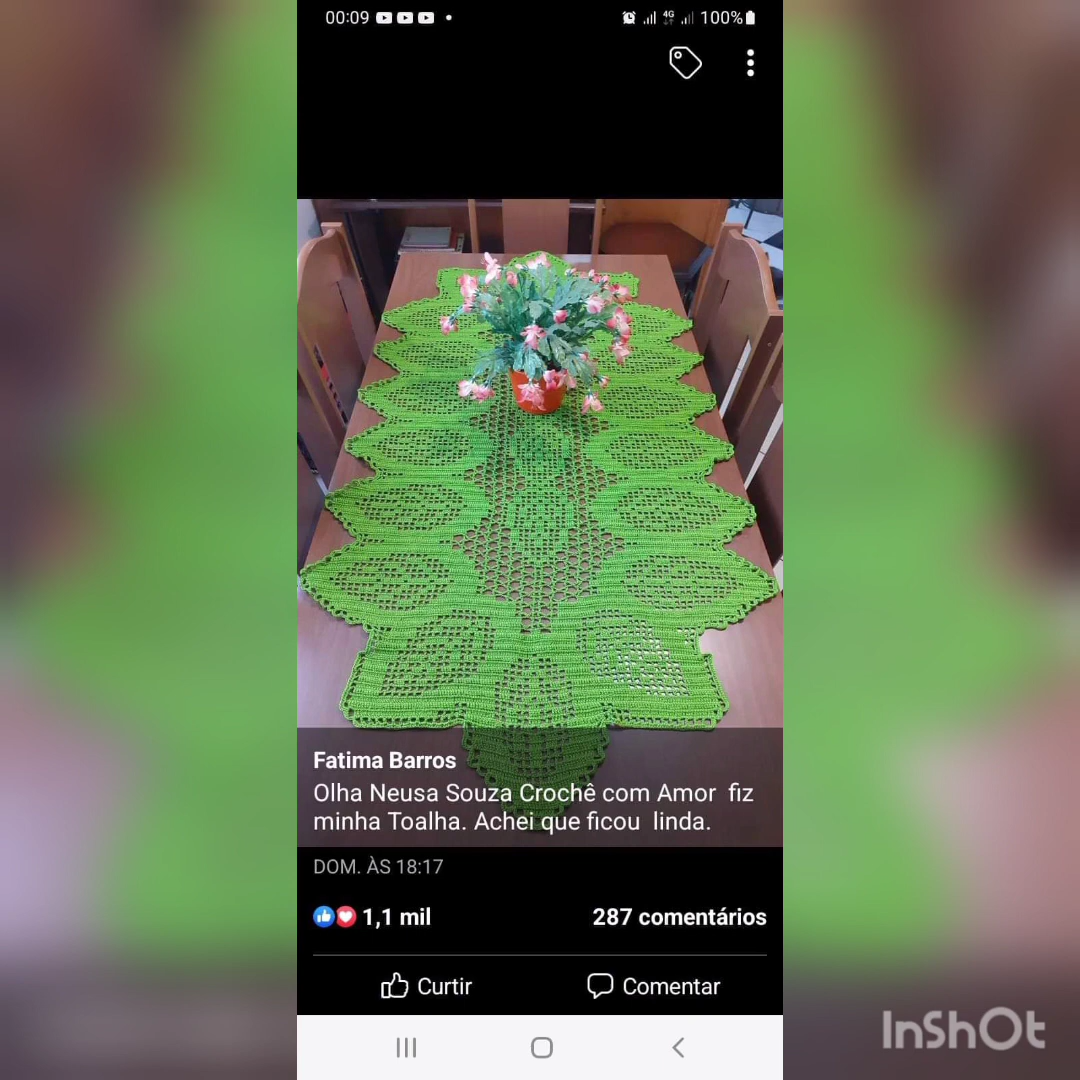 00:09
4G
100%
Fatima Barros
Olha Neusa Souza Crochê com Amor fiz
minha Toalha. Achei que ficou linda.
DOM. ÀS 18:17
1,1 mil
287 comentários
Curtir
Comentar
InShOt